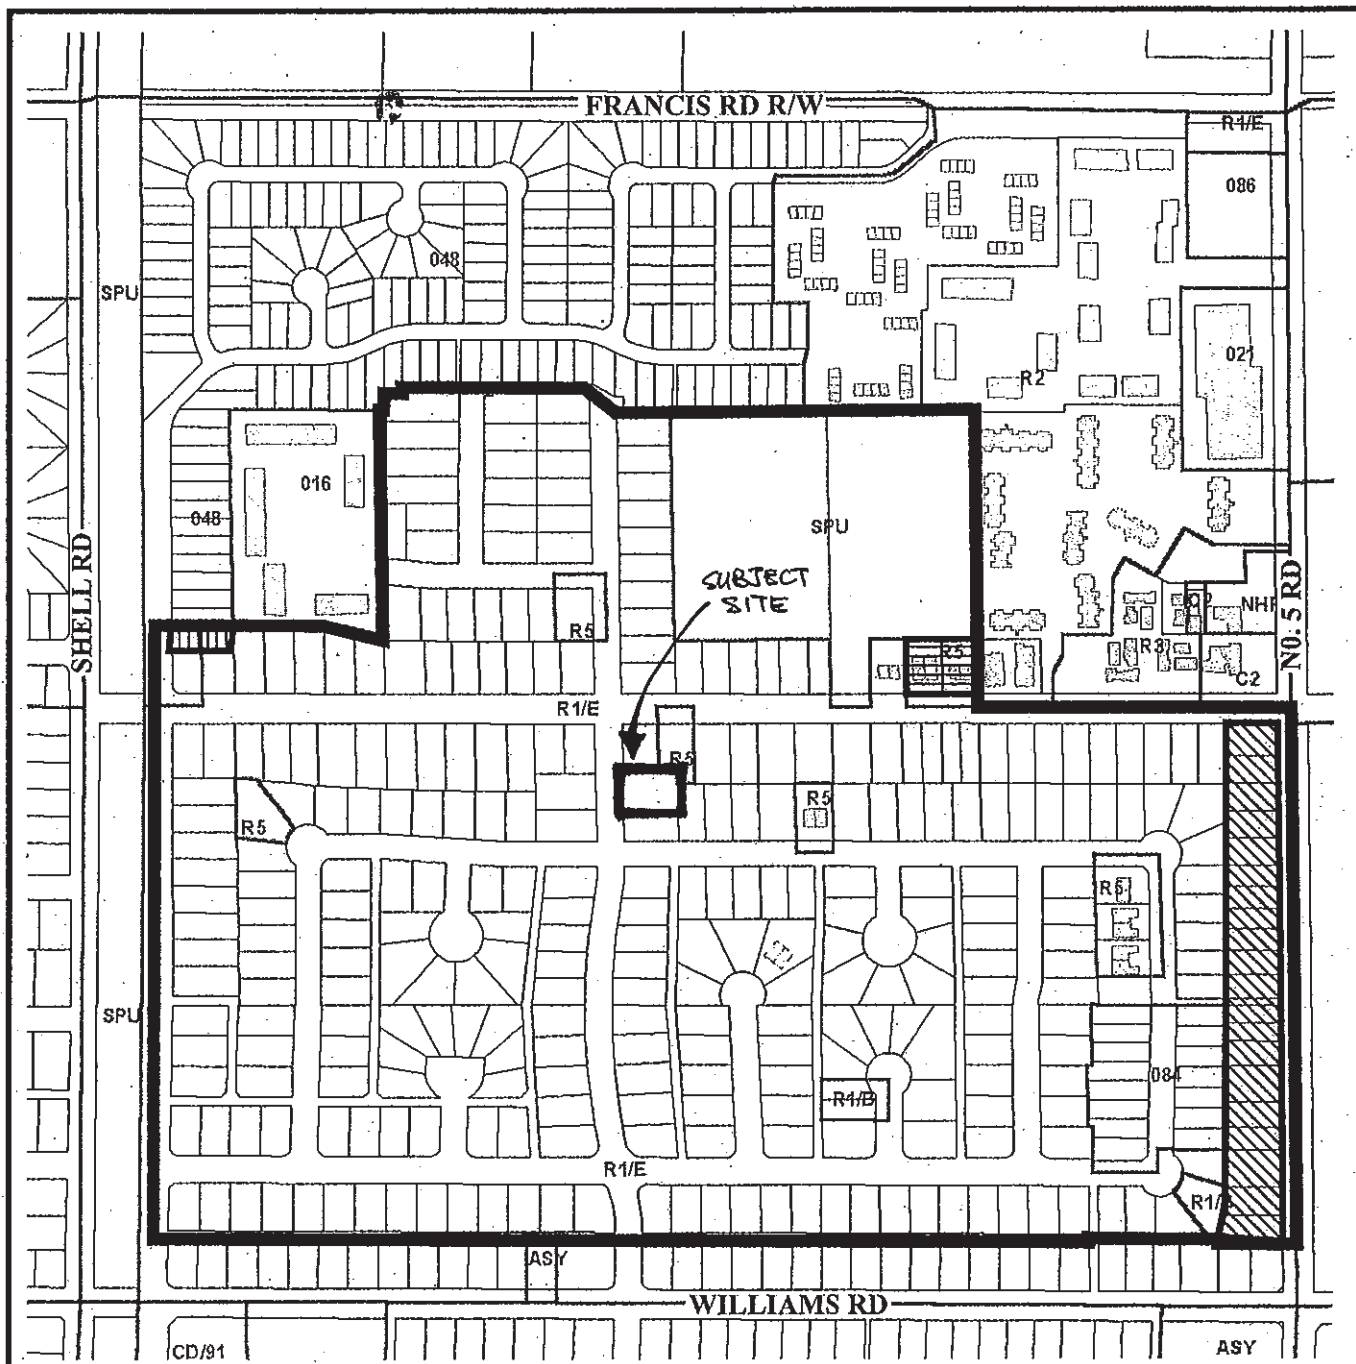 FRANCIS RD R/W
R1/E
086
048
SPU
021
R2
016
048
SPU
SUBJECT
SITE
SHELL RD
NO. 5 RD
R5
R5
R3
C2
R1/E
R5
R5
R5
R5
SPU
084
R1/B
R1/E
ASY
WILLIAMS RD
CD/91
ASY